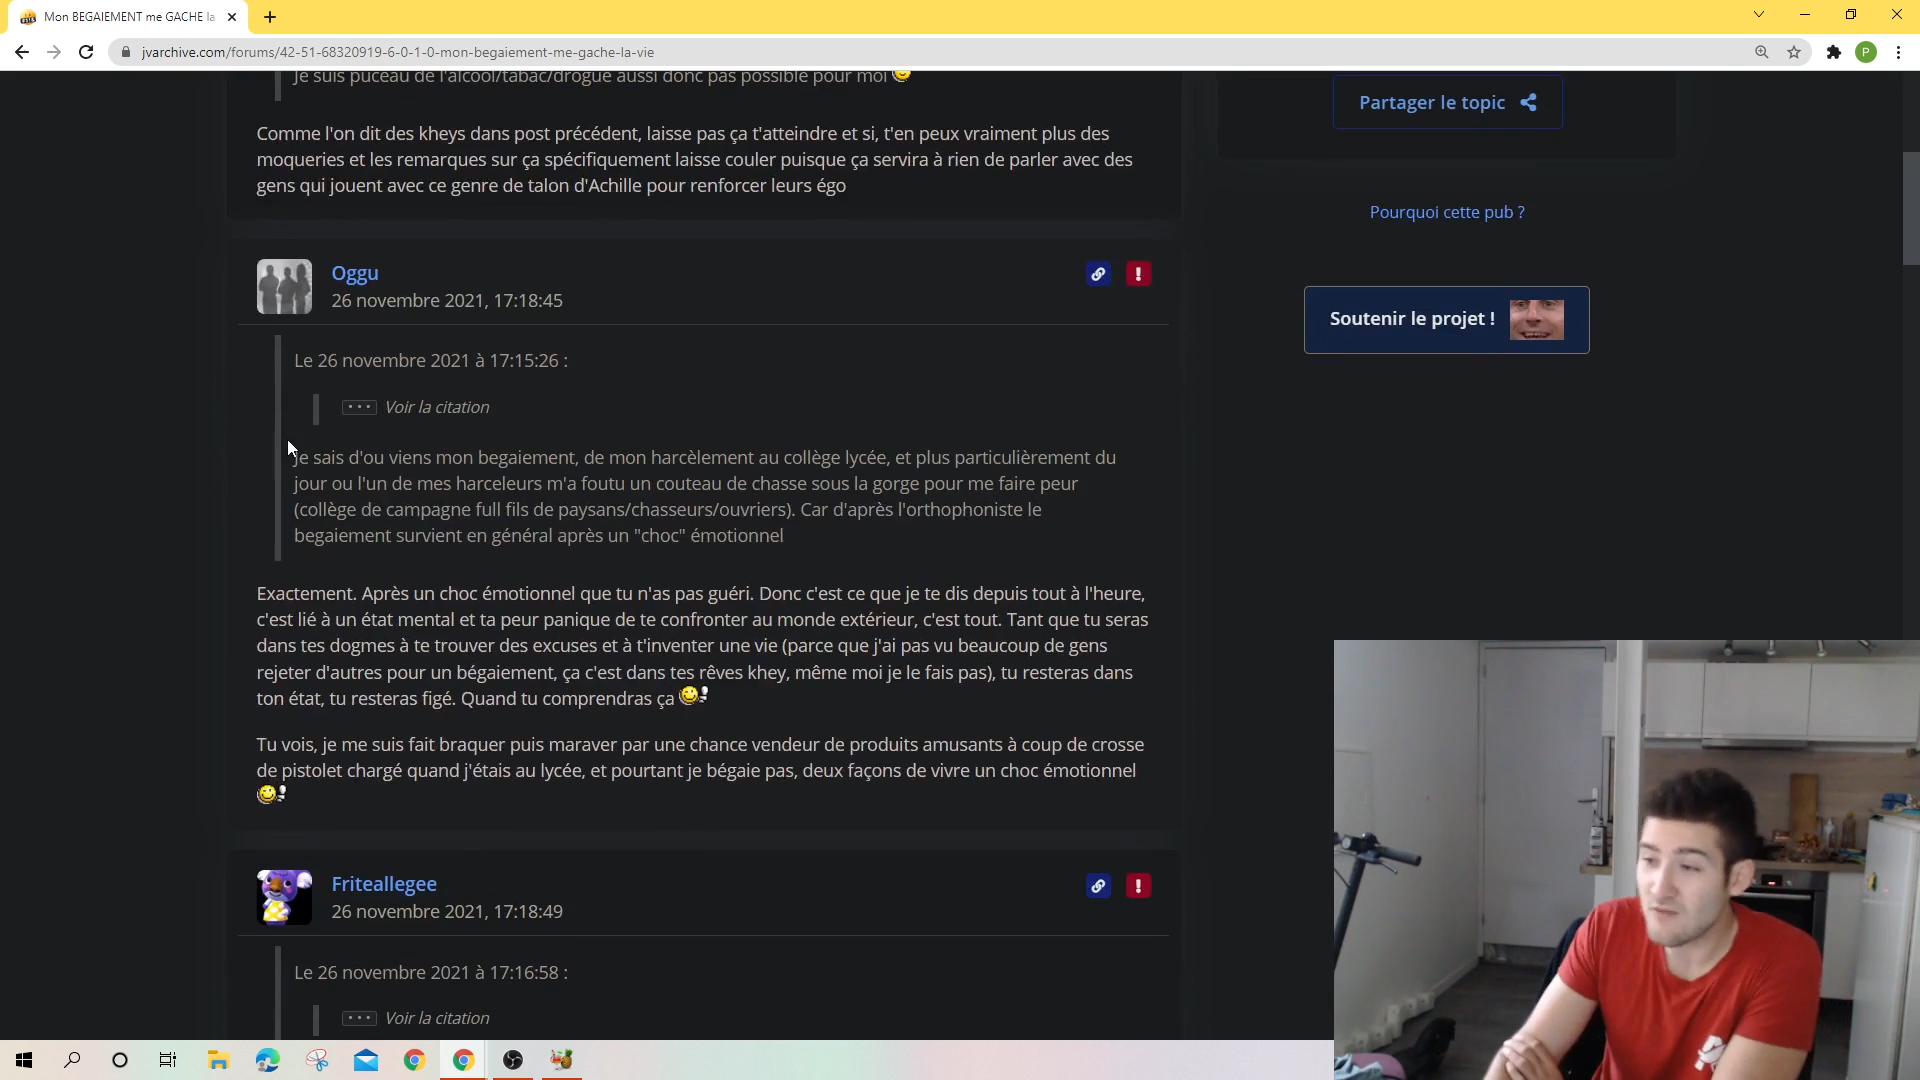 Mon BEGAIEMENT me GACHE la
jvarchive.com/forums/42-51-68320919-6-0-1-0-mon-begaiement-me-gache-la-vie
P
Je suis puceau de l'alcool/tabac/drogue aussi donc pas possible pour moi
Comme l'on dit des kheys dans post précédent, laisse pas ça t'atteindre et si, t'en peux vraiment plus des
moqueries et les remarques sur ça spécifiquement laisse couler puisque ça servira à rien de parler avec des
gens qui jouent avec ce genre de talon d'Achille pour renforcer leurs égo
Partager le topic
Pourquoi cette pub ?
Soutenir le projet !
Oggu
26 novembre 2021, 17:18:45
Le 26 novembre 2021 à 17:15:26 :
Voir la citation
Je sais d'ou viens mon begaiement, de mon harcèlement au collège lycée, et plus particulièrement du
jour ou l'un de mes harceleurs m'a foutu un couteau de chasse sous la gorge pour me faire peur
(collège de campagne full fils de paysans/chasseurs/ouvriers). Car d'après l'orthophoniste le
begaiement survient en général après un "choc" émotionnel
Exactement. Après un choc émotionnel que tu n'as pas guéri. Donc c'est ce que je te dis depuis tout à l'heure,
c'est lié à un état mental et ta peur panique de te confronter au monde extérieur, c'est tout. Tant que tu seras
dans tes dogmes à te trouver des excuses et à t'inventer une vie (parce que j'ai pas vu beaucoup de gens
rejeter d'autres pour un bégaiement, ça c'est dans tes rêves khey, même moi je le fais pas), tu resteras dans
ton état, tu resteras figé. Quand tu comprendras ça
Tu vois, je me suis fait braquer puis maraver par une chance vendeur de produits amusants à coup de crosse
de pistolet chargé quand j'étais au lycée, et pourtant je bégaie pas, deux façons de vivre un choc émotionnel
Friteallegee
26 novembre 2021, 17:18:49
Le 26 novembre 2021 à 17:16:58 :
Voir la citation